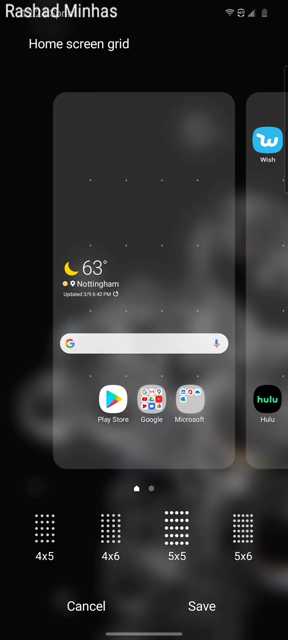 Rashad Minhas
Home screen grid
Wish
63°
Nottingham
Updated 3/9 6:42 PM
Play Store
Google
Microsoft
hulu
Hulu
4x5
4x6
5x5
5x6
Cancel
Save